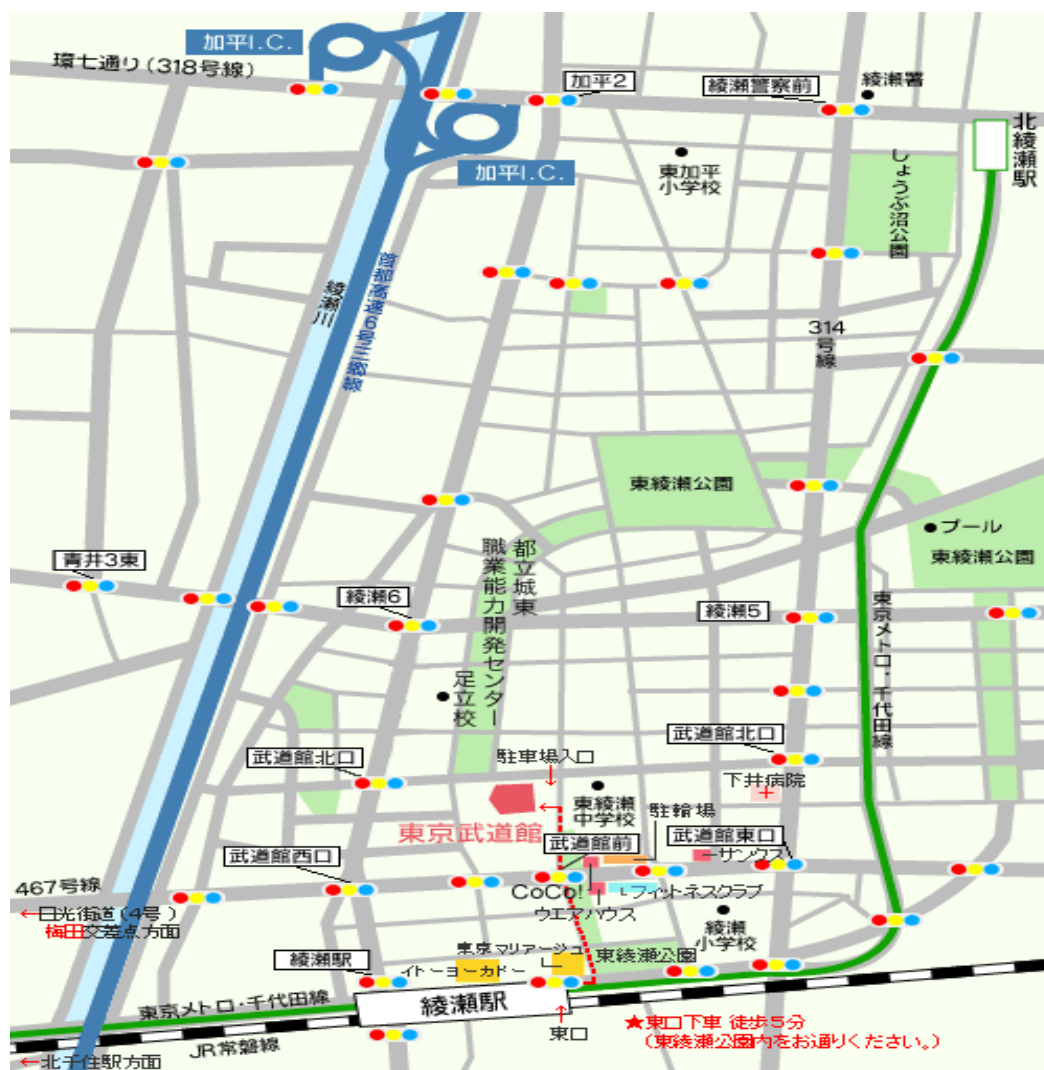 加平I.C.
環七通り(318号線)
加平2
綾瀬警察前
綾瀬署
北綾瀬駅
加平I.C.
東加平
小学校
しょうぶ沼公園
綾瀬川
首都高速6号三郷線
314号線
東綾瀬公園
プール
東綾瀬公園
青井3東
綾瀬6
都立城東
職業能力開発センター
足立校
綾瀬5
東京メトロ・千代田線
武道館北口
駐車場入口
武道館北口
下井病院
東綾瀬
中学校
駐輪場
東京武道館
武道館前
武道館東口
サンクス
武道館西口
467号線
CoCo!
フィットネスクラブ
ウエアハウス
←日光街道(4号)
梅田交差点方面
綾瀬
小学校
東京マリアージュ
東綾瀬公園
綾瀬駅
イトーヨーカドー
東京メトロ・千代田線
綾瀬駅
東口
★東口下車 徒歩5分
(東綾瀬公園内をお通りください。)
JR常磐線
←北千住駅方面